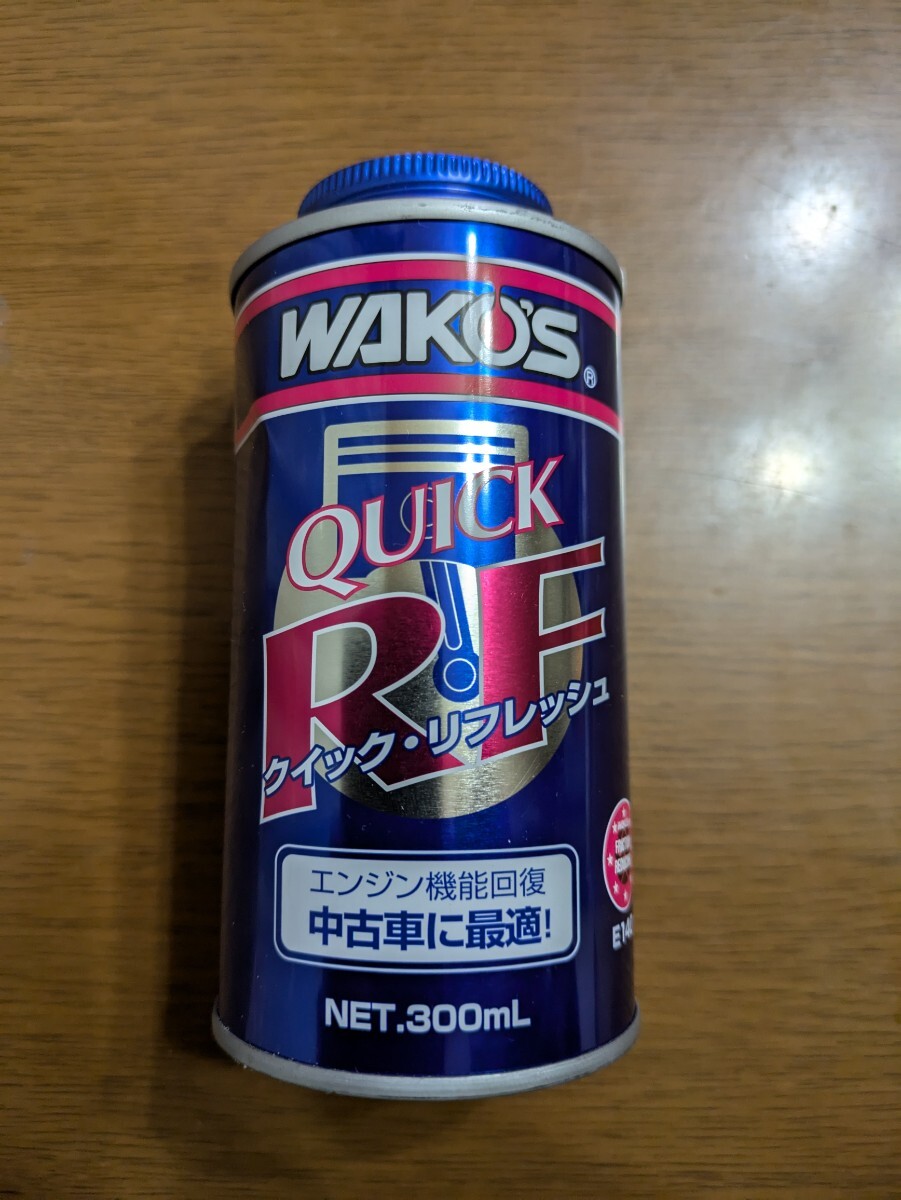 WAKO'S
®
QUICK
RF
クイック・リフレッシュ
エンジン機能回復
中古車に最適!
NET.300mL